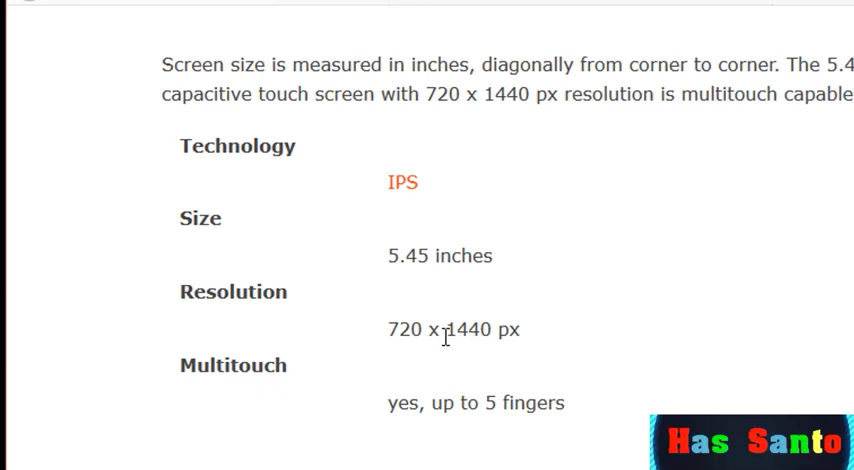 Screen size is measured in inches, diagonally from corner to corner. The 5.4
capacitive touch screen with 720 x 1440 px resolution is multitouch capable
Technology
IPS
Size
5.45 inches
Resolution
720 x 1440 px
Multitouch
yes, up to 5 fingers
Has Santo